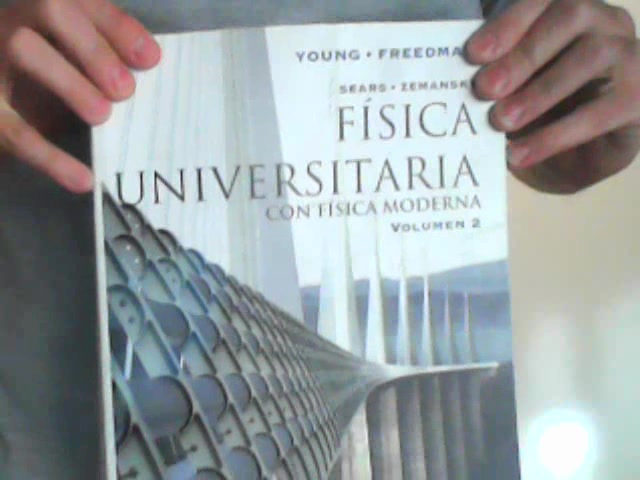 YOUNG • FREEDMA
SEARS • ZEMANSK
FÍSICA
UNIVERSITARIA
CON FÍSICA MODERNA
VOLUMEN 2